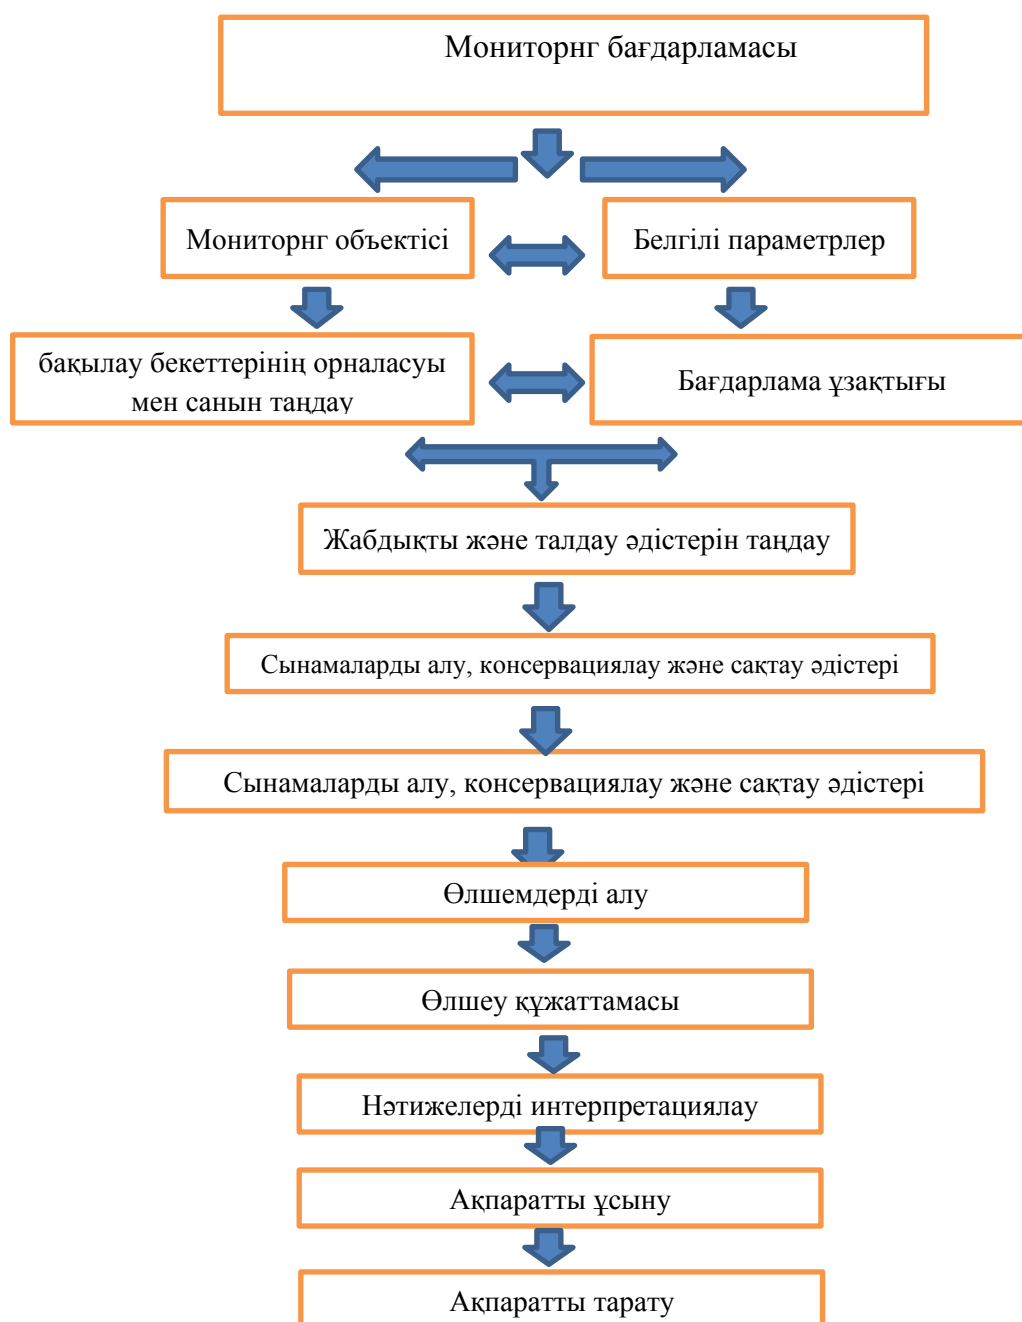 Мониторнг бағдарламасы
Мониторнг объектісі
Белгілі параметрлер
бақылау бекеттерінің орналасуы
мен санын таңдау
Бағдарлама ұзақтығы
Жабдықты және талдау әдістерін таңдау
Сынамаларды алу, консервациялау және сақтау әдістері
Сынамаларды алу, консервациялау және сақтау әдістері
Өлшемдерді алу
Өлшеу құжаттамасы
Нәтижелерді интерпретациялау
Ақпаратты ұсыну
Ақпаратты тарату